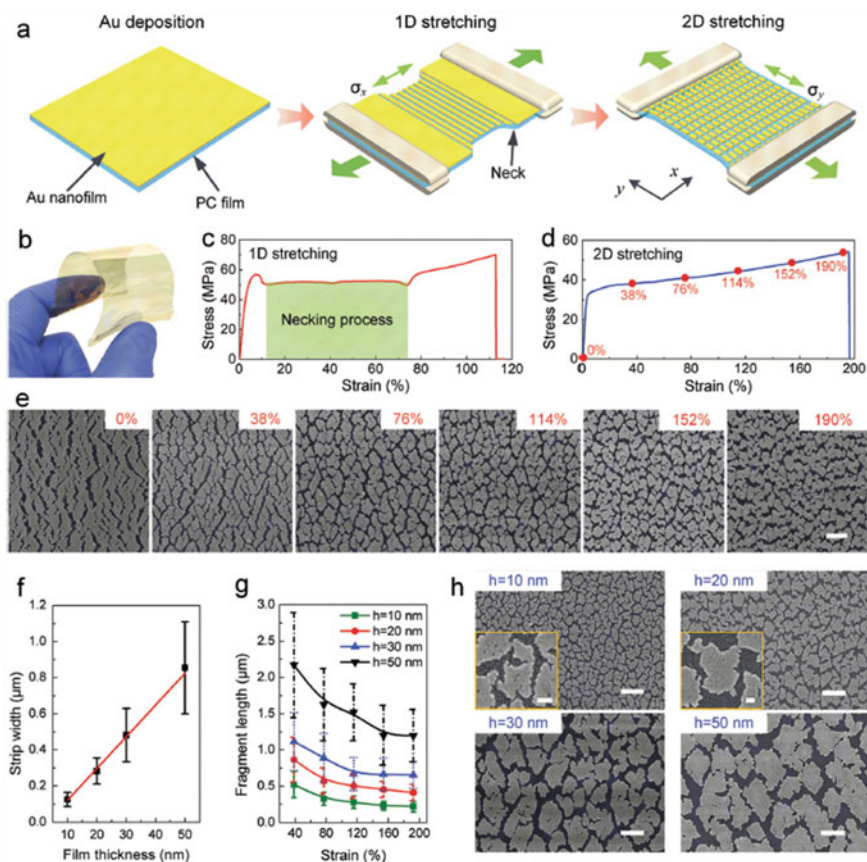 a
Au deposition
1D stretching
2D stretching
σx
σy
Au nanofilm
PC film
Neck
y
x
b
c
1D stretching
Necking process
80
60
40
20
0
Stress (MPa)
0 20 40 60 80 100 120
Strain (%)
d
2D stretching
0%
38%
76%
114%
152%
190%
60
40
20
0
Stress (MPa)
0 40 80 120 160 200
Strain (%)
e
0%
38%
76%
114%
152%
190%
f
1.2
1.0
0.8
0.6
0.4
0.2
0.0
Strip width (μm)
10 20 30 40 50
Film thickness (nm)
g
h=10 nm
h=20 nm
h=30 nm
h=50 nm
3.0
2.5
2.0
1.5
1.0
0.5
0.0
Fragment length (μm)
40 80 120 160 200
Strain (%)
h
h=10 nm
h=20 nm
h=30 nm
h=50 nm